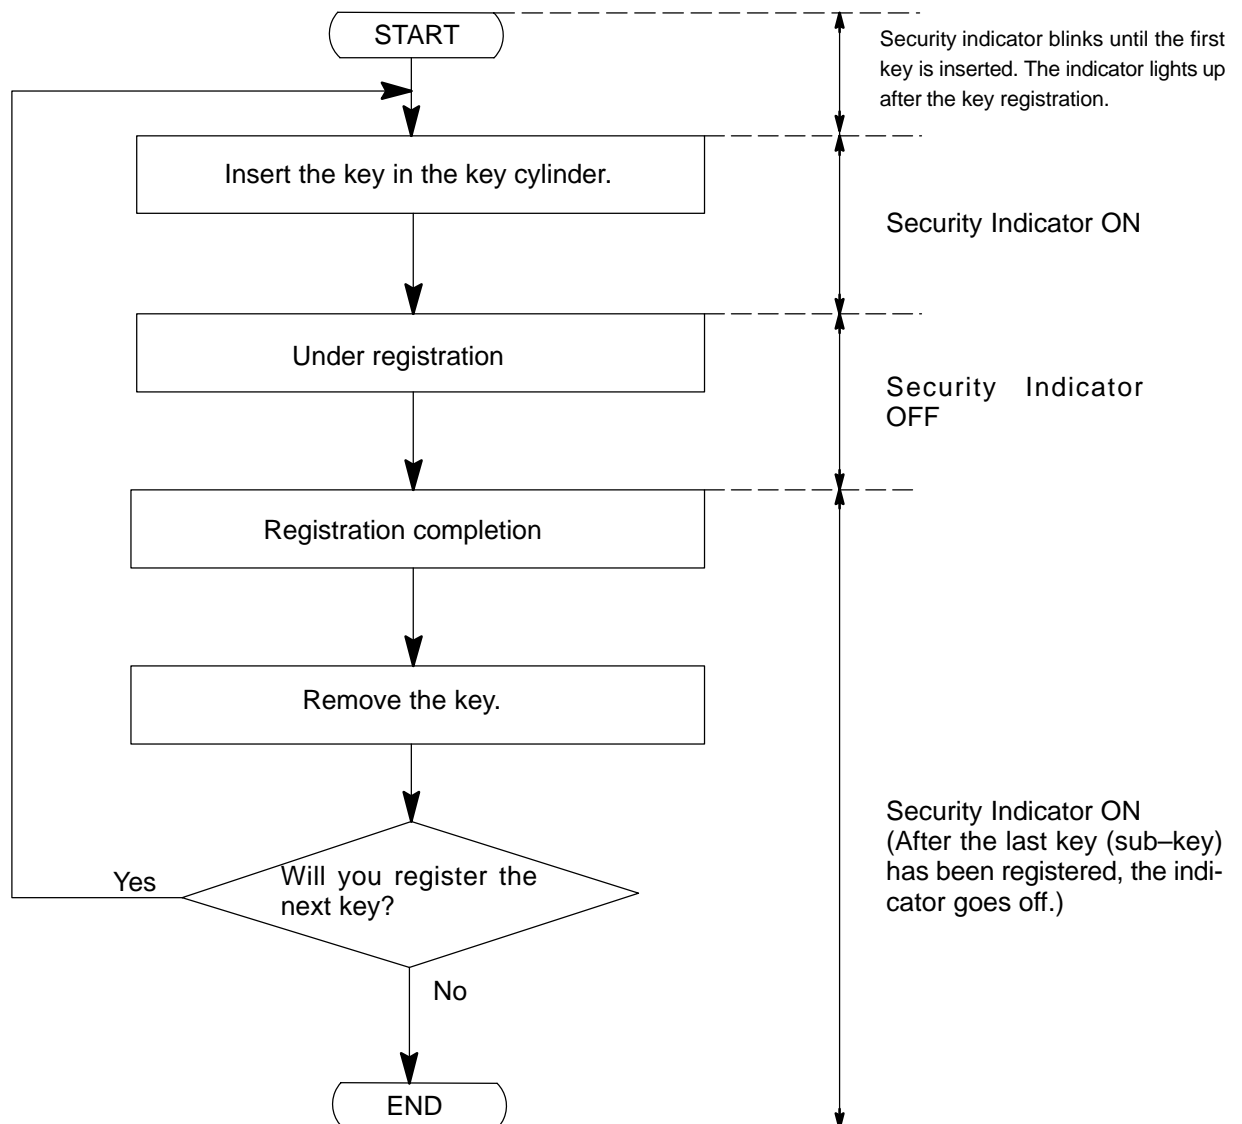 START
Security indicator blinks until the first
key is inserted. The indicator lights up
after the key registration.
Insert the key in the key cylinder.
Security Indicator ON
Under registration
Security Indicator
OFF
Registration completion
Remove the key.
Security Indicator ON
(After the last key (sub–key)
has been registered, the indi-
cator goes off.)
Yes
Will you register the
next key?
No
END